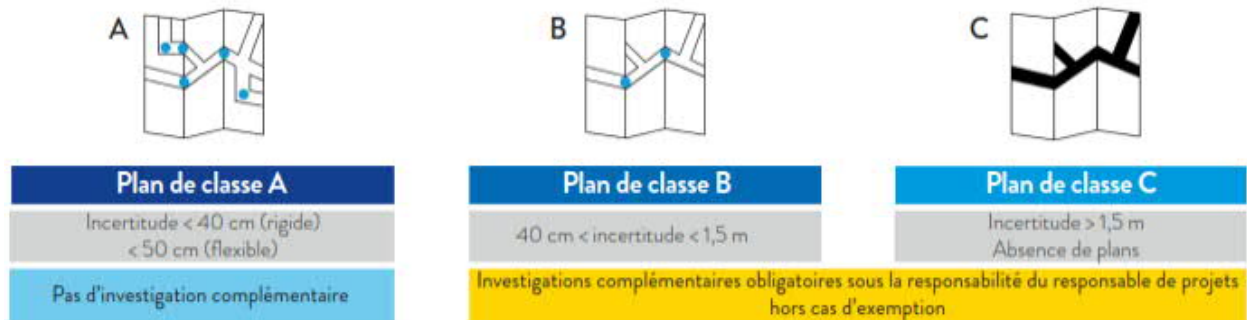 A
B
C
Plan de classe A
Plan de classe B
Plan de classe C
Incertitude < 40 cm (rigide)
< 50 cm (flexible)
40 cm < incertitude < 1,5 m
Incertitude > 1,5 m
Absence de plans
Pas d'investigation complémentaire
Investigations complémentaires obligatoires sous la responsabilité du responsable de projets
hors cas d'exemption